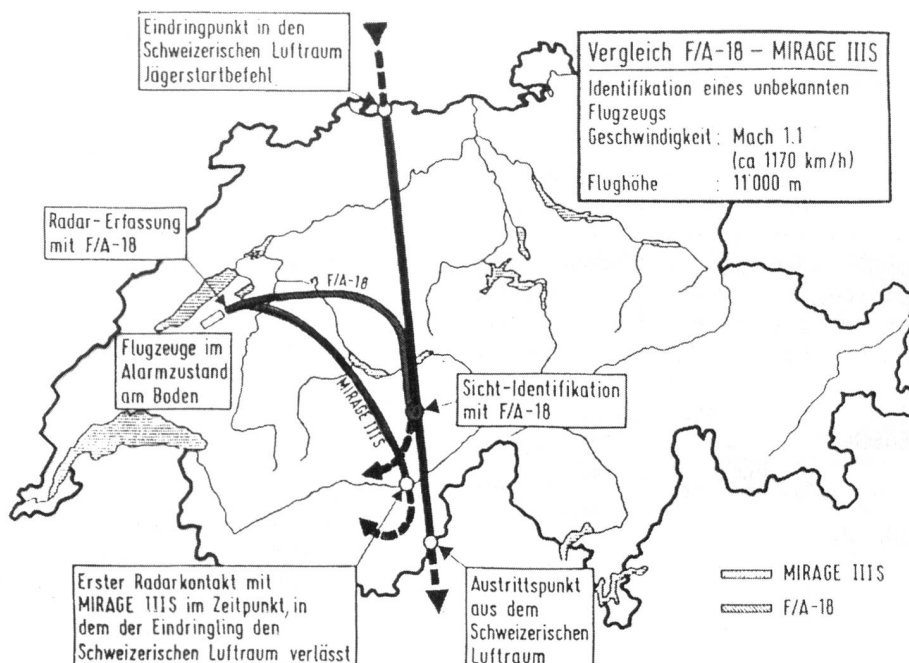 Eindringpunkt in den
Schweizerischen Luftraum
Jägerstartbefehl
Vergleich F/A-18 – MIRAGE IIIS
Identifikation eines unbekannten
Flugzeugs
Geschwindigkeit : Mach 1.1
(ca 1170 km/h)
Flughöhe : 11'000 m
Radar-Erfassung
mit F/A-18
F/A-18
Flugzeuge im
Alarmzustand
am Boden
MIRAGE IIIS
Sicht-Identifikation
mit F/A-18
Erster Radarkontakt mit
MIRAGE IIIS im Zeitpunkt, in
dem der Eindringling den
Schweizerischen Luftraum verlässt
Austrittspunkt
aus dem
Schweizerischen
Luftraum
MIRAGE IIIS
F/A-18